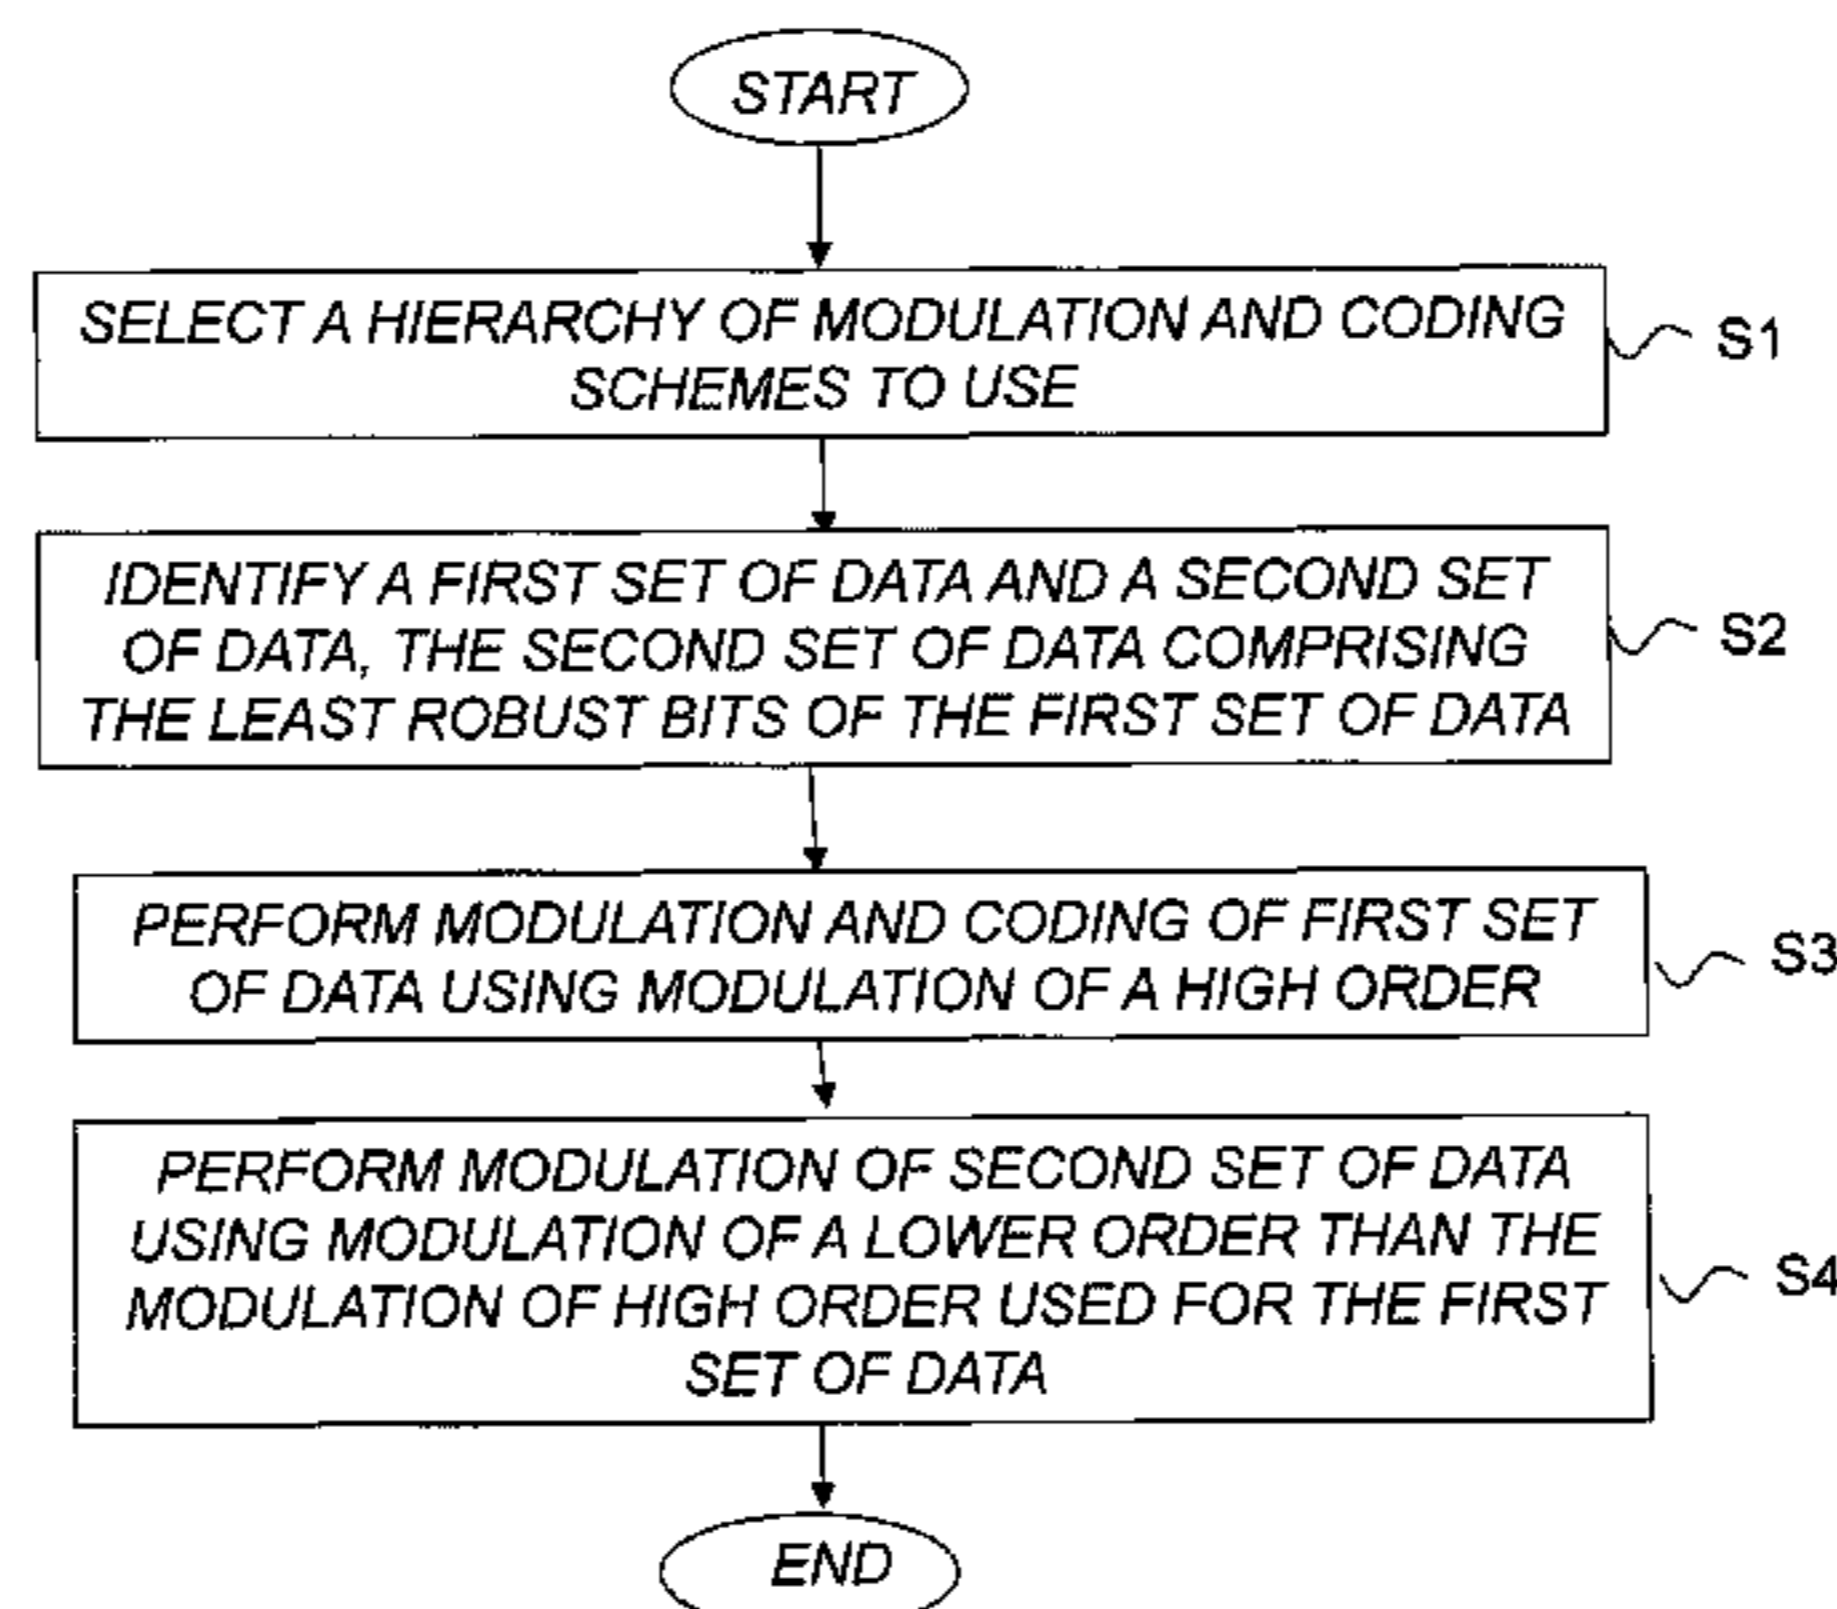 START
SELECT A HIERARCHY OF MODULATION AND CODING
SCHEMES TO USE
S1
IDENTIFY A FIRST SET OF DATA AND A SECOND SET
OF DATA, THE SECOND SET OF DATA COMPRISING
THE LEAST ROBUST BITS OF THE FIRST SET OF DATA
S2
PERFORM MODULATION AND CODING OF FIRST SET
OF DATA USING MODULATION OF A HIGH ORDER
S3
PERFORM MODULATION OF SECOND SET OF DATA
USING MODULATION OF A LOWER ORDER THAN THE
MODULATION OF HIGH ORDER USED FOR THE FIRST
SET OF DATA
S4
END